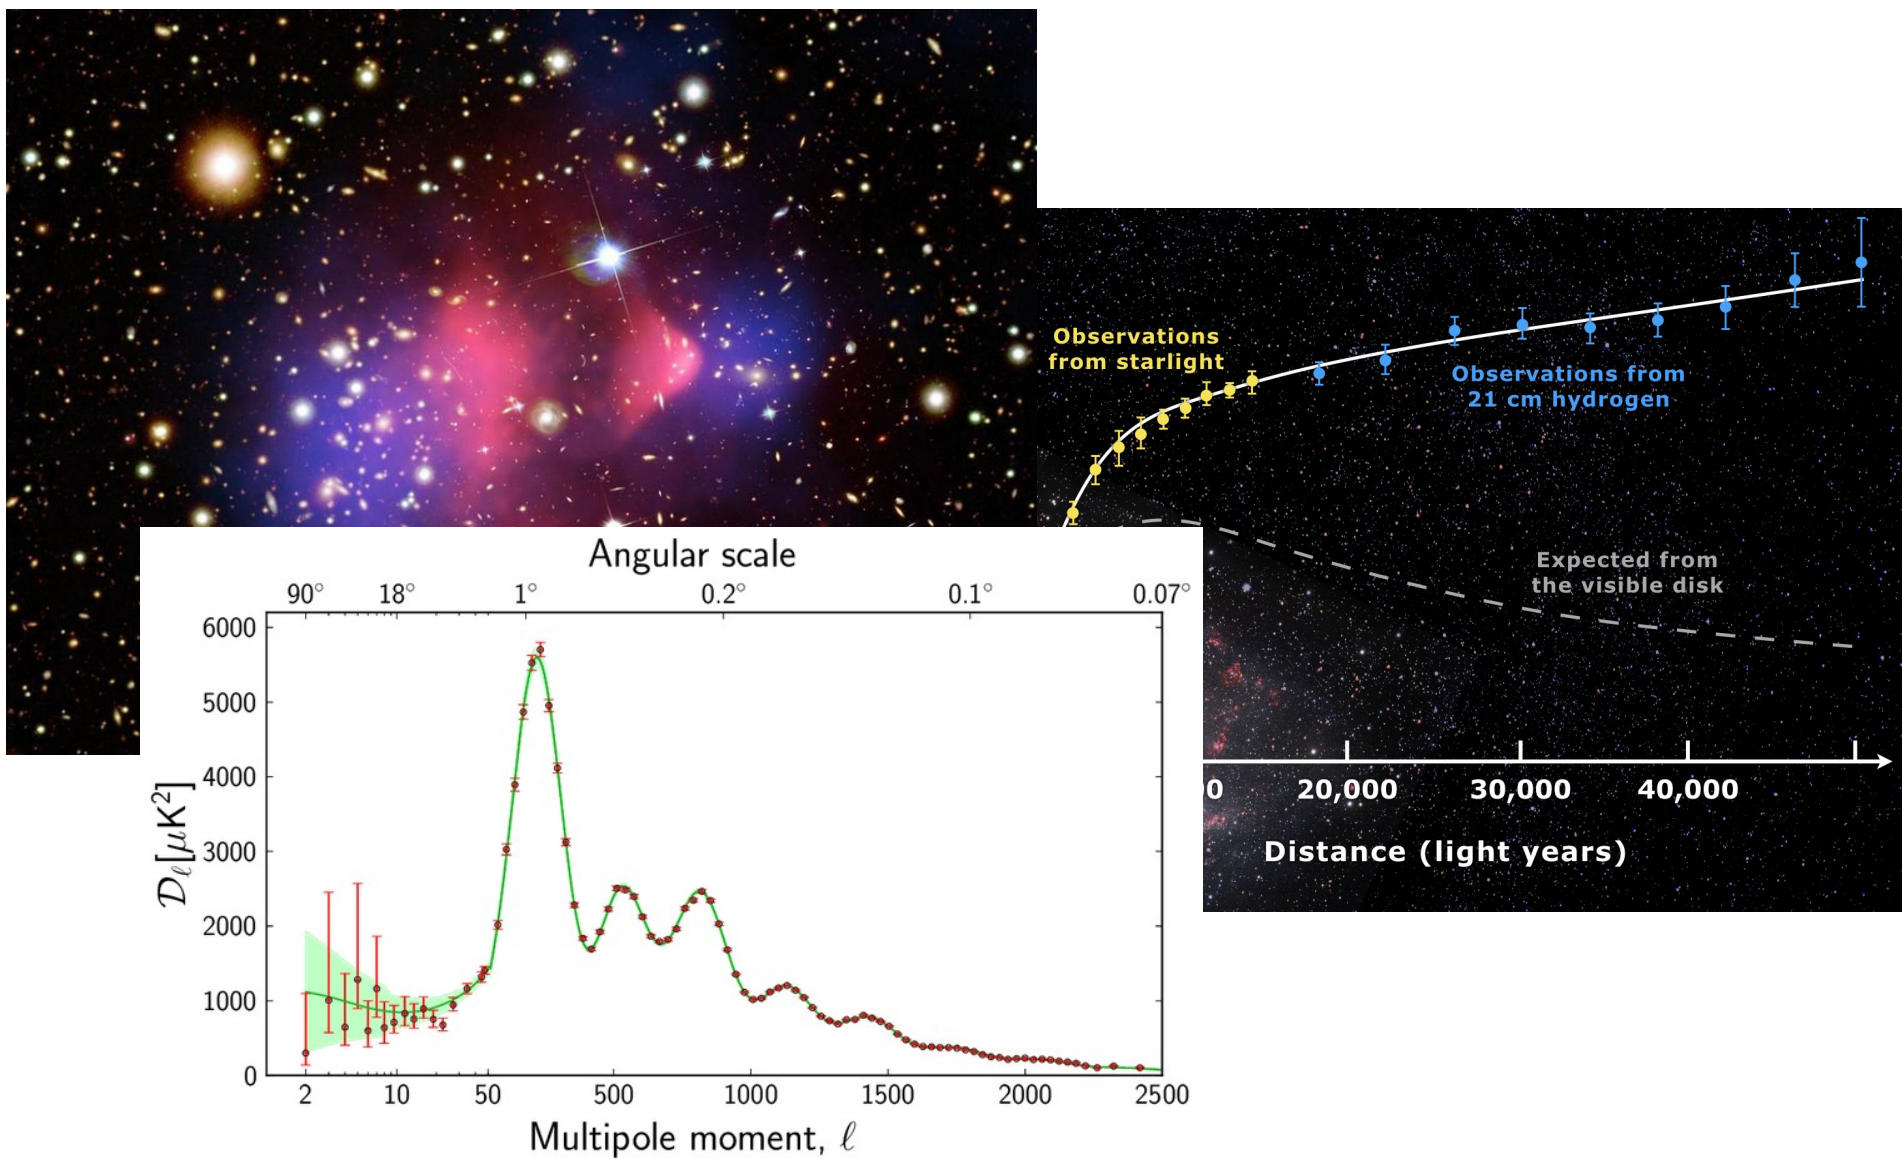 Observations
from starlight
Observations from
21 cm hydrogen
Expected from
the visible disk
00 20,000 30,000 40,000
Distance (light years)
Angular scale
90° 18° 1° 0.2° 0.1° 0.07°
6000
5000
4000
3000
2000
1000
0
𝒟ℓ[μK²]
2 10 50 500 1000 1500 2000 2500
Multipole moment, ℓ